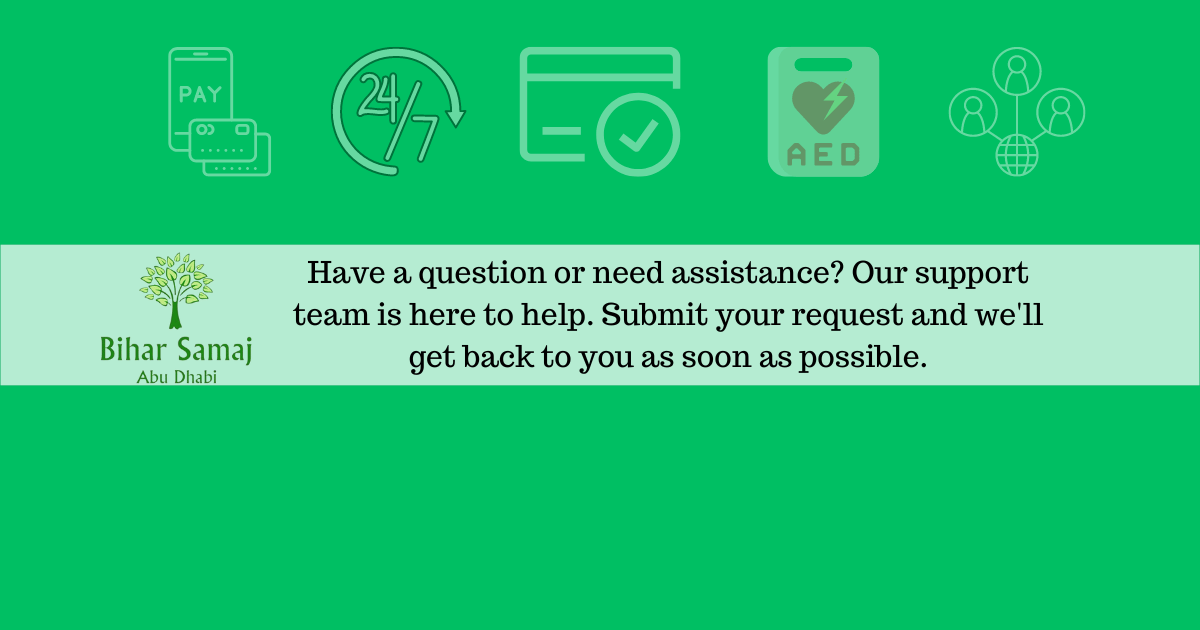 PAY
24/7
AED
Have a question or need assistance? Our support
team is here to help. Submit your request and we'll
get back to you as soon as possible.
Bihar Samaj
Abu Dhabi